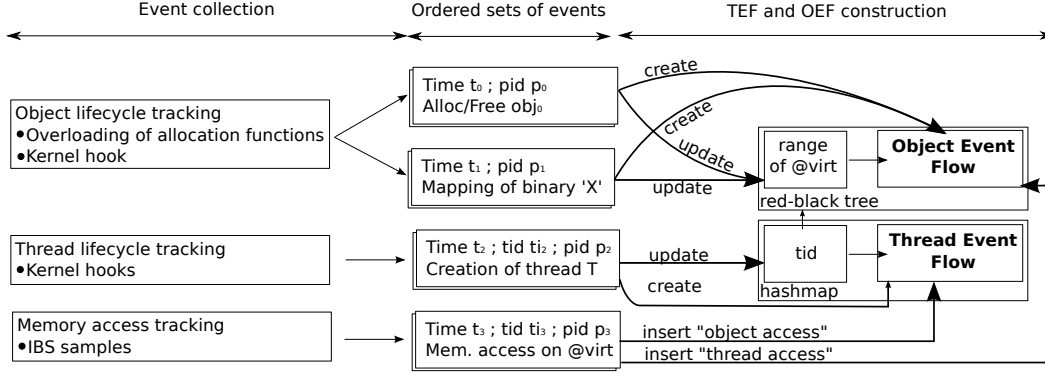 Event collection
Ordered sets of events
TEF and OEF construction
Object lifecycle tracking
•Overloading of allocation functions
•Kernel hook
Time t₀ ; pid p₀
Alloc/Free obj₀
Time t₁ ; pid p₁
Mapping of binary 'X'
create
create
update
update
range
of @virt
Object Event
Flow
red-black tree
Thread lifecycle tracking
•Kernel hooks
Time t₂ ; tid ti₂ ; pid p₂
Creation of thread T
update
create
tid
Thread Event
Flow
hashmap
Memory access tracking
•IBS samples
Time t₃ ; tid ti₃ ; pid p₃
Mem. access on @virt
insert "object access"
insert "thread access"